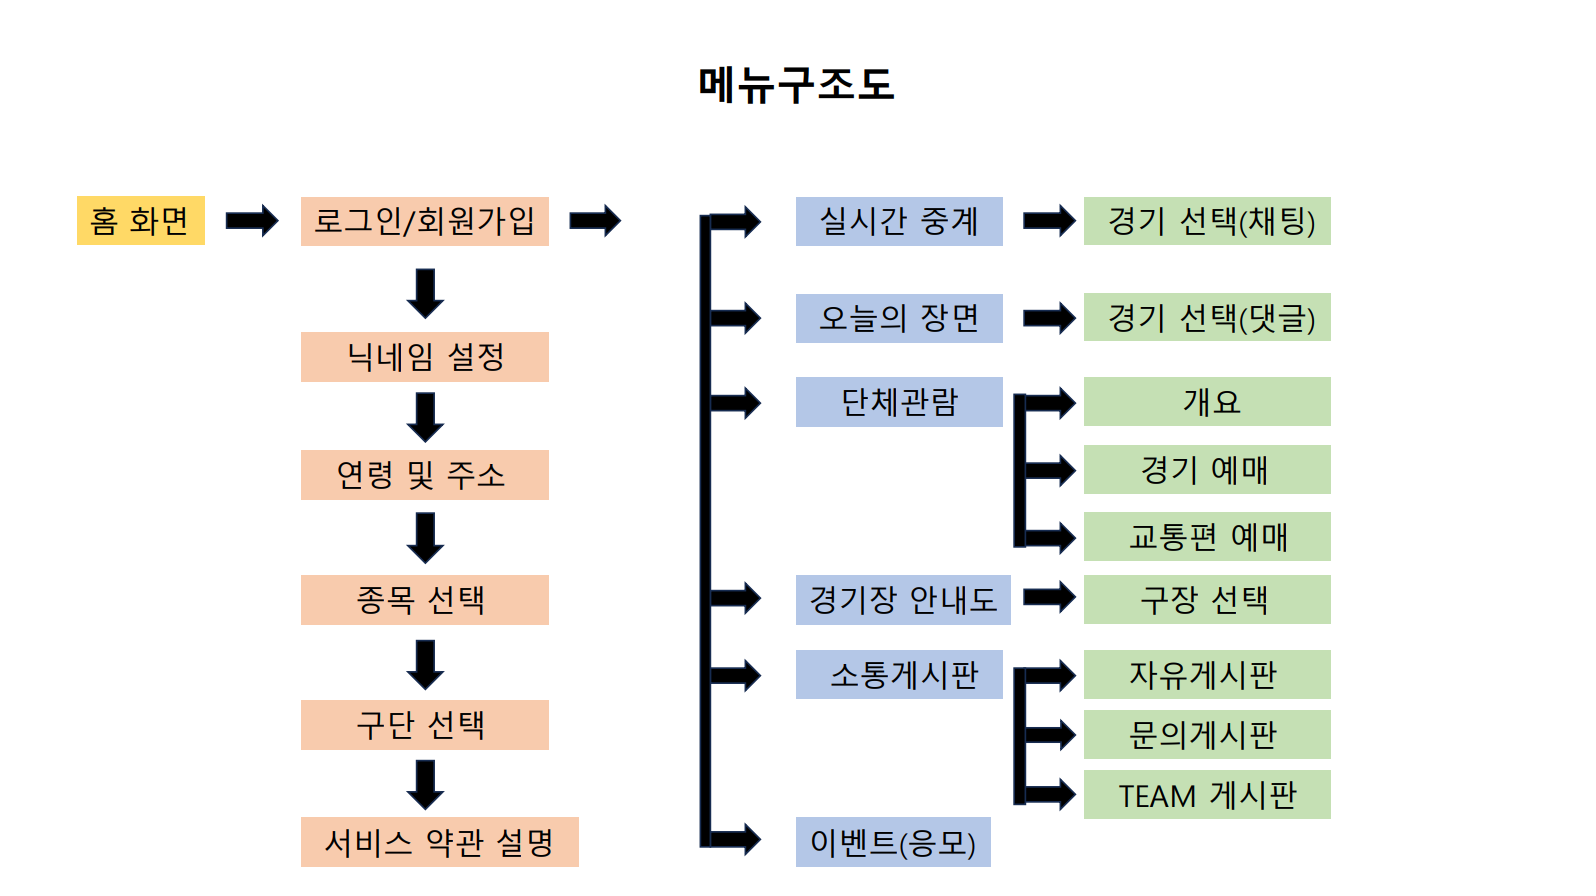 메뉴구조도
홈 화면
로그인/회원가입
닉네임 설정
연령 및 주소
종목 선택
구단 선택
서비스 약관 설명
실시간 중계
경기 선택(채팅)
오늘의 장면
경기 선택(댓글)
단체관람
개요
경기 예매
교통편 예매
경기장 안내도
구장 선택
소통게시판
자유게시판
문의게시판
TEAM 게시판
이벤트(응모)